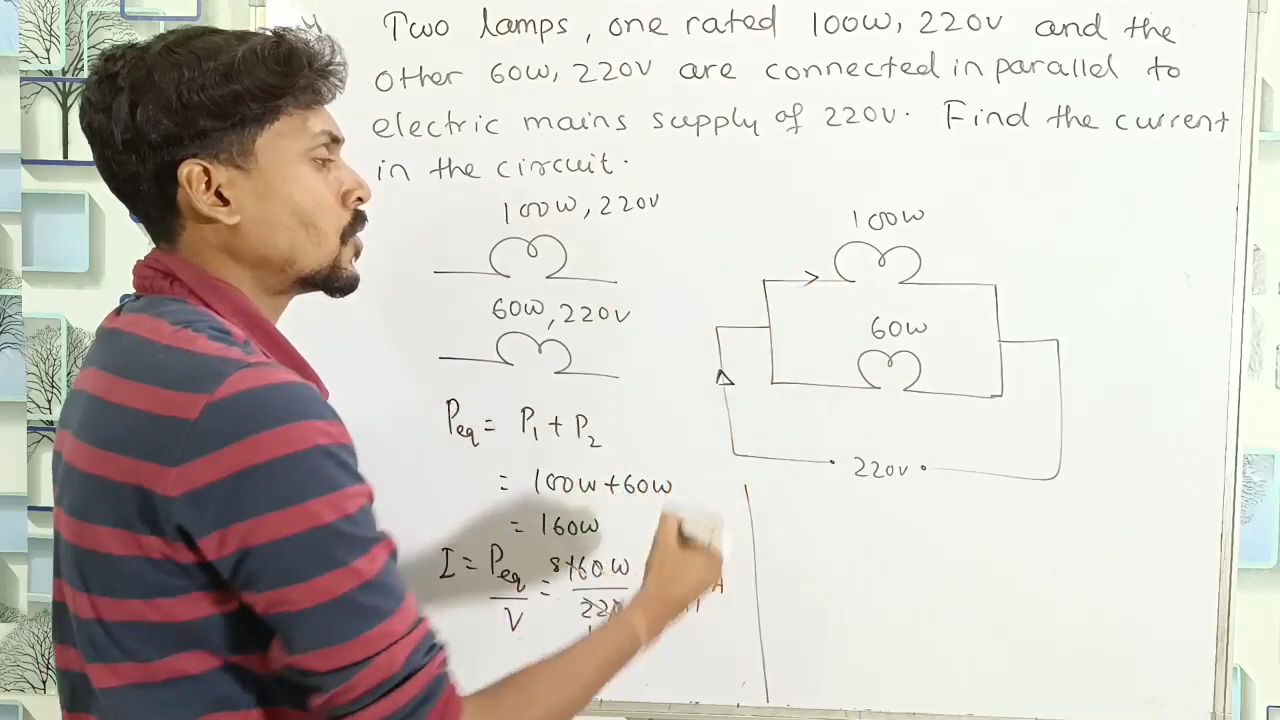 Two lamps, one rated 100W, 220V and the
other 60W, 220V are connected in parallel to
electric mains supply of 220V. Find the current
in the circuit.
100W, 220V
60W, 220V
Peq = P1 + P2
= 100W+60W
= 160W
I = Peq/V = 160W/220
8
A
11
100W
60W
220V